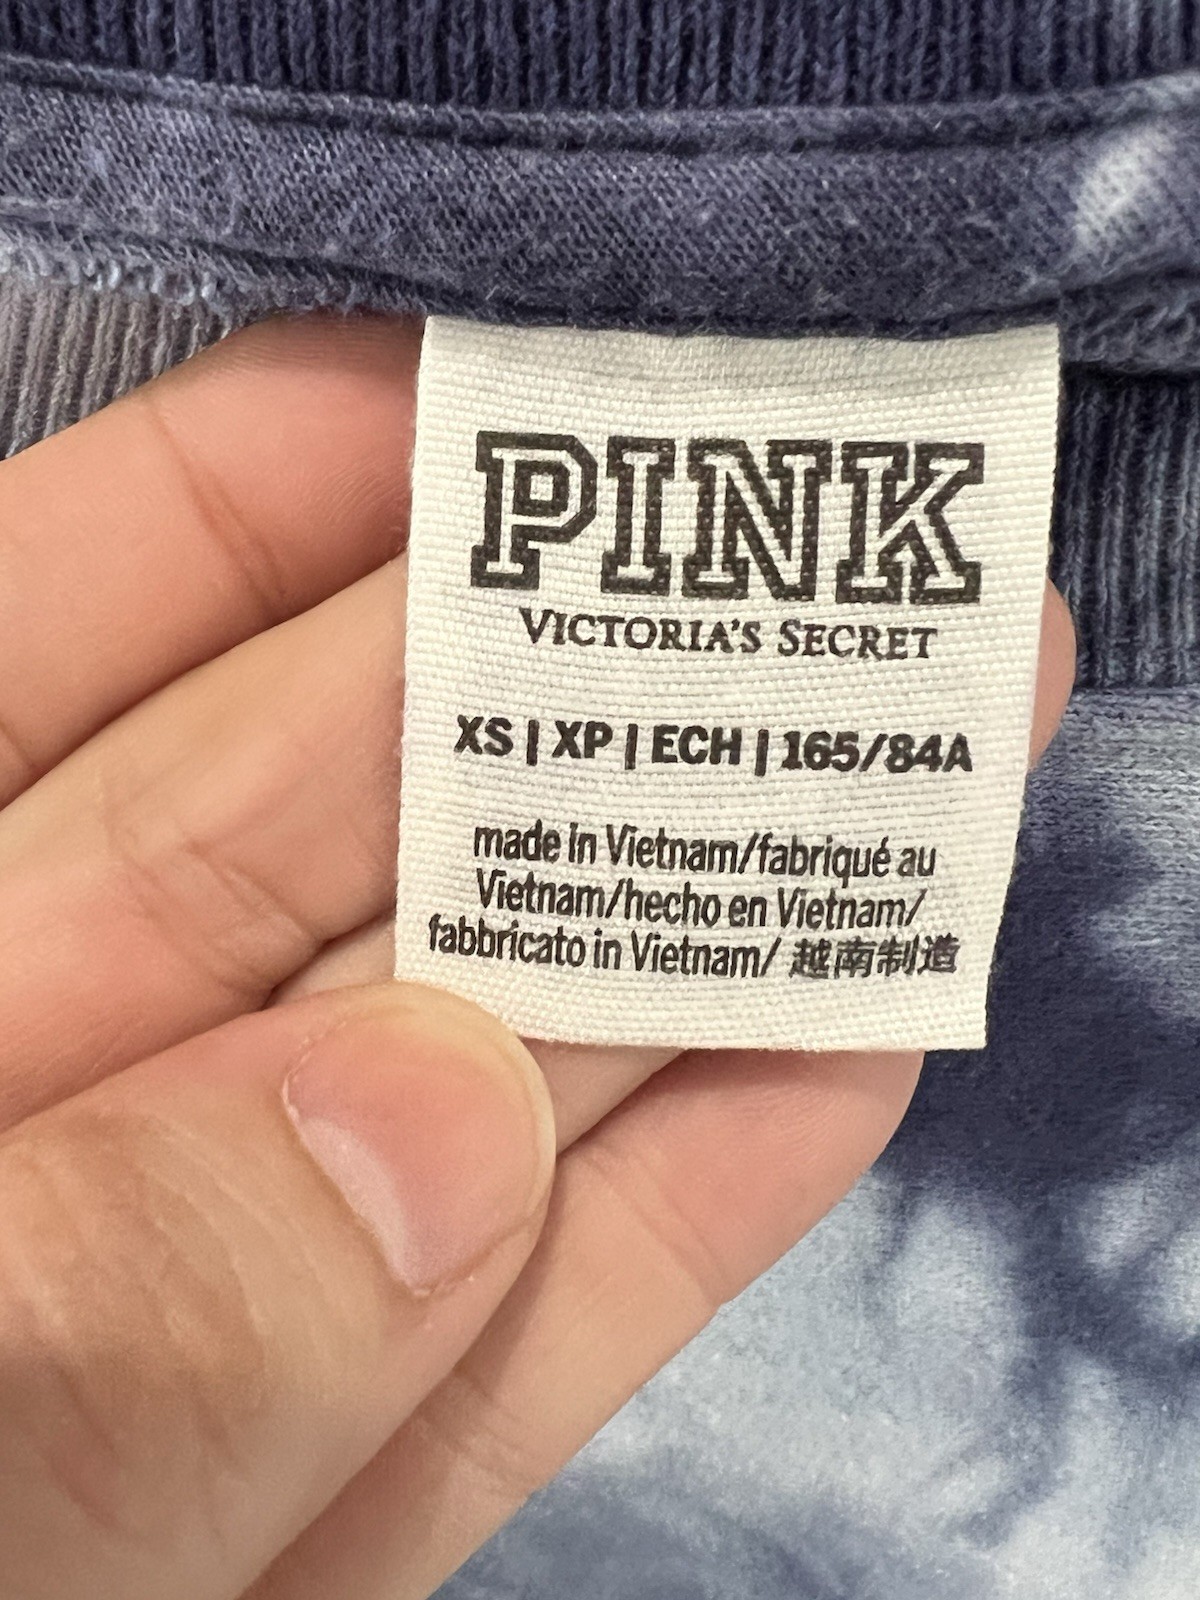 PINK
VICTORIA'S SECRET
XS | XP | ECH | 165/84A
made in Vietnam/fabriqué au
Vietnam/hecho en Vietnam/
fabbricato in Vietnam/ 越南制造